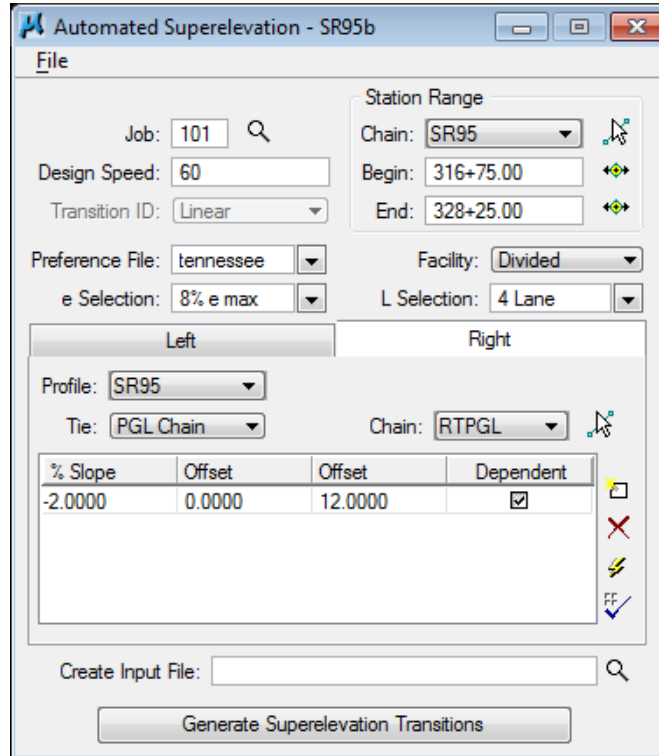 Automated Superelevation - SR95b
File
Station Range
Job: 101
Chain: SR95
Design Speed: 60
Begin: 316+75.00
Transition ID: Linear
End: 328+25.00
Preference File: tennessee
Facility: Divided
e Selection: 8% e max
L Selection: 4 Lane
Left
Right
Profile: SR95
Tie: PGL Chain
Chain: RTPGL
% Slope Offset Offset Dependent
-2.0000 0.0000 12.0000
FF
Create Input File:
Generate Superelevation Transitions